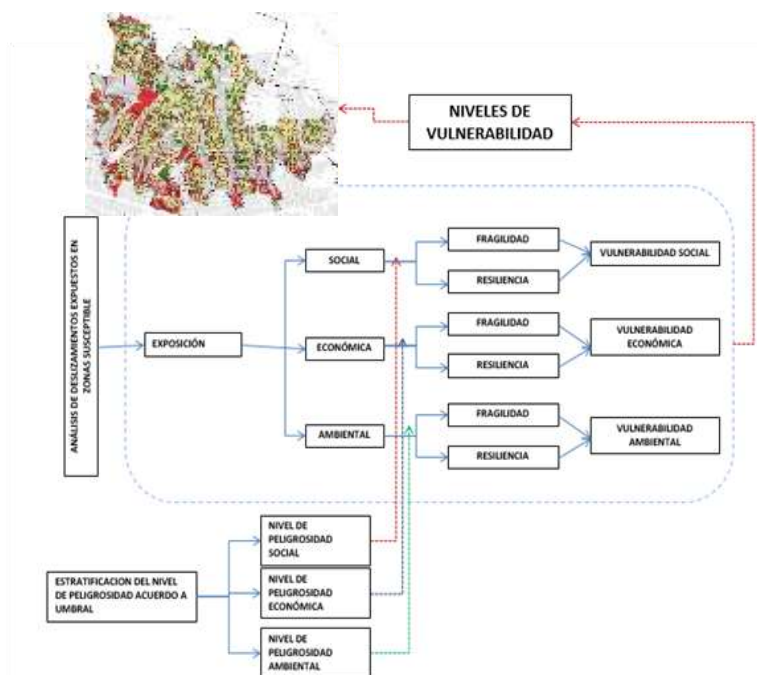 NIVELES DE
VULNERABILIDAD
ANÁLISIS DE DESLIZAMIENTOS EXPUESTOS EN
ZONAS SUSCEPTIBLE
EXPOSICIÓN
SOCIAL
FRAGILIDAD
RESILIENCIA
VULNERABILIDAD SOCIAL
ECONÓMICA
FRAGILIDAD
RESILIENCIA
VULNERABILIDAD
ECONÓMICA
AMBIENTAL
FRAGILIDAD
RESILIENCIA
VULNERABILIDAD
AMBIENTAL
ESTRATIFICACION DEL NIVEL
DE PELIGROSIDAD ACUERDO A
UMBRAL
NIVEL DE
PELIGROSIDAD
SOCIAL
NIVEL DE
PELIGROSIDAD
ECONÓMICA
NIVEL DE
PELIGROSIDAD
AMBIENTAL